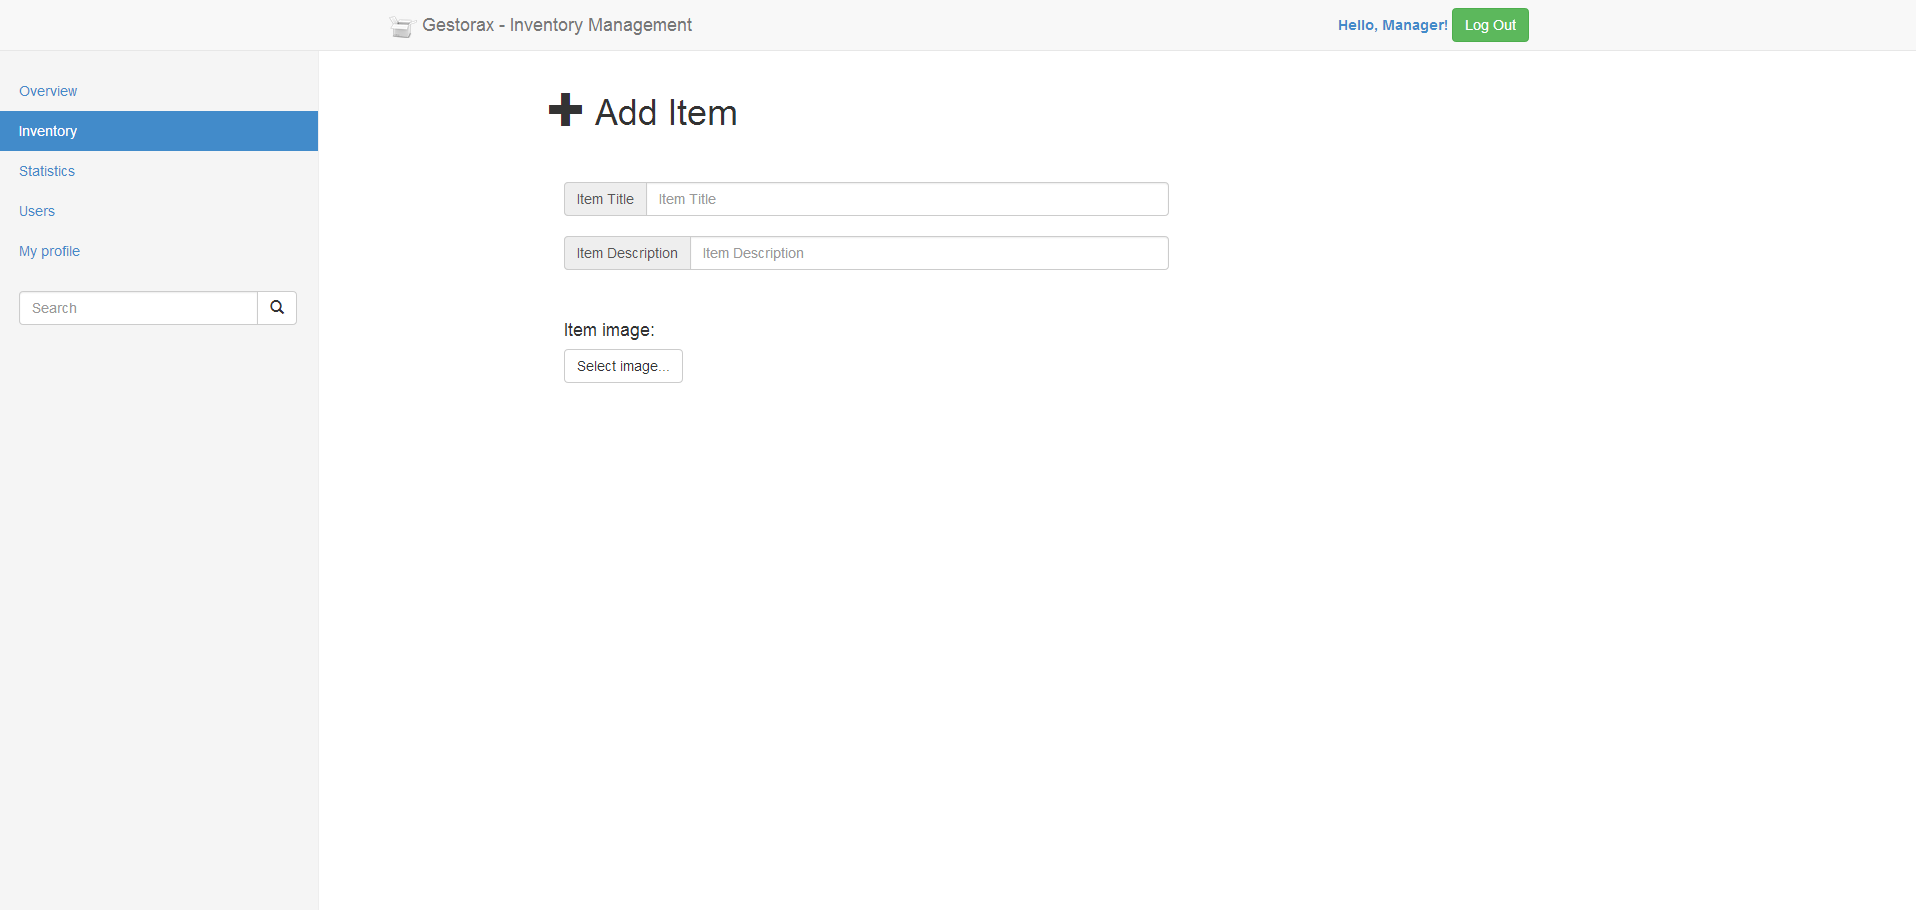 Gestorax - Inventory Management
Hello, Manager! Log Out
Overview
Inventory
Statistics
Users
My profile
Search
Add Item
Item Title Item Title
Item Description Item Description
Item image:
Select image...